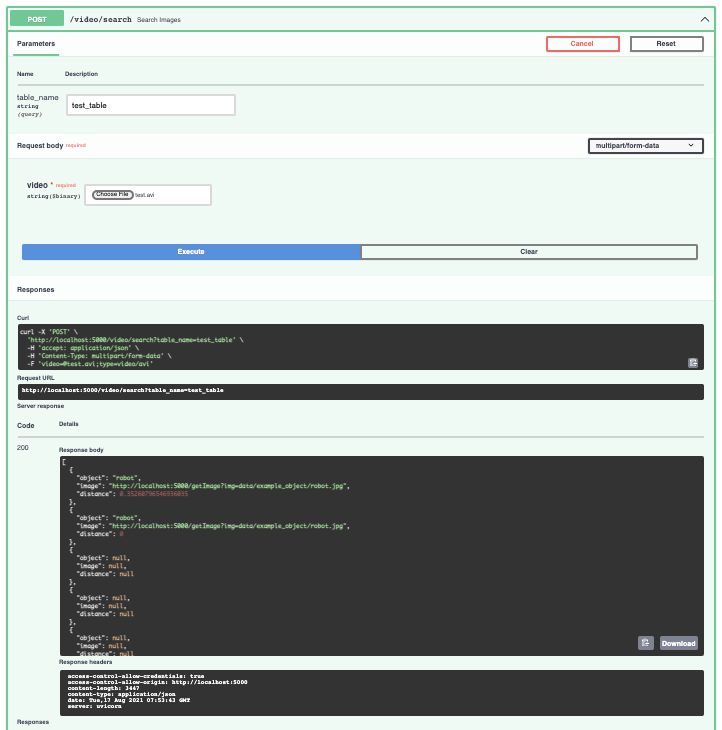 POST /video/search Search Images
Parameters
Cancel
Reset
Name Description
table_name
string
(query)
test_table
Request body required
multipart/form-data
video * required
string($binary)
Choose File test.avi
Execute
Clear
Responses
Curl
curl -X 'POST' \
'http://localhost:5000/video/search?table_name=test_table' \
-H 'accept: application/json' \
-H 'Content-Type: multipart/form-data' \
-F 'video=@test.avi;type=video/avi'
Request URL
http://localhost:5000/video/search?table_name=test_table
Server response
Code Details
200
Response body
[
{
"object": "robot",
"image": "http://localhost:5000/getImage?img=data/example_object/robot.jpg",
"distance":
},
{
"object": "robot",
"image": "http://localhost:5000/getImage?img=data/example_object/robot.jpg",
"distance": 0
},
{
"object": null,
"image": null,
"distance": null
},
{
"object": null,
"image": null,
"distance": null
},
{
"object": null,
"image": null,
"distance": null
Download
Response headers
access-control-allow-credentials: true
access-control-allow-origin: http://localhost:5000
content-length: 3447
content-type: application/json
date: Tue,17 Aug 2021 07:53:43 GMT
server: uvicorn
Responses